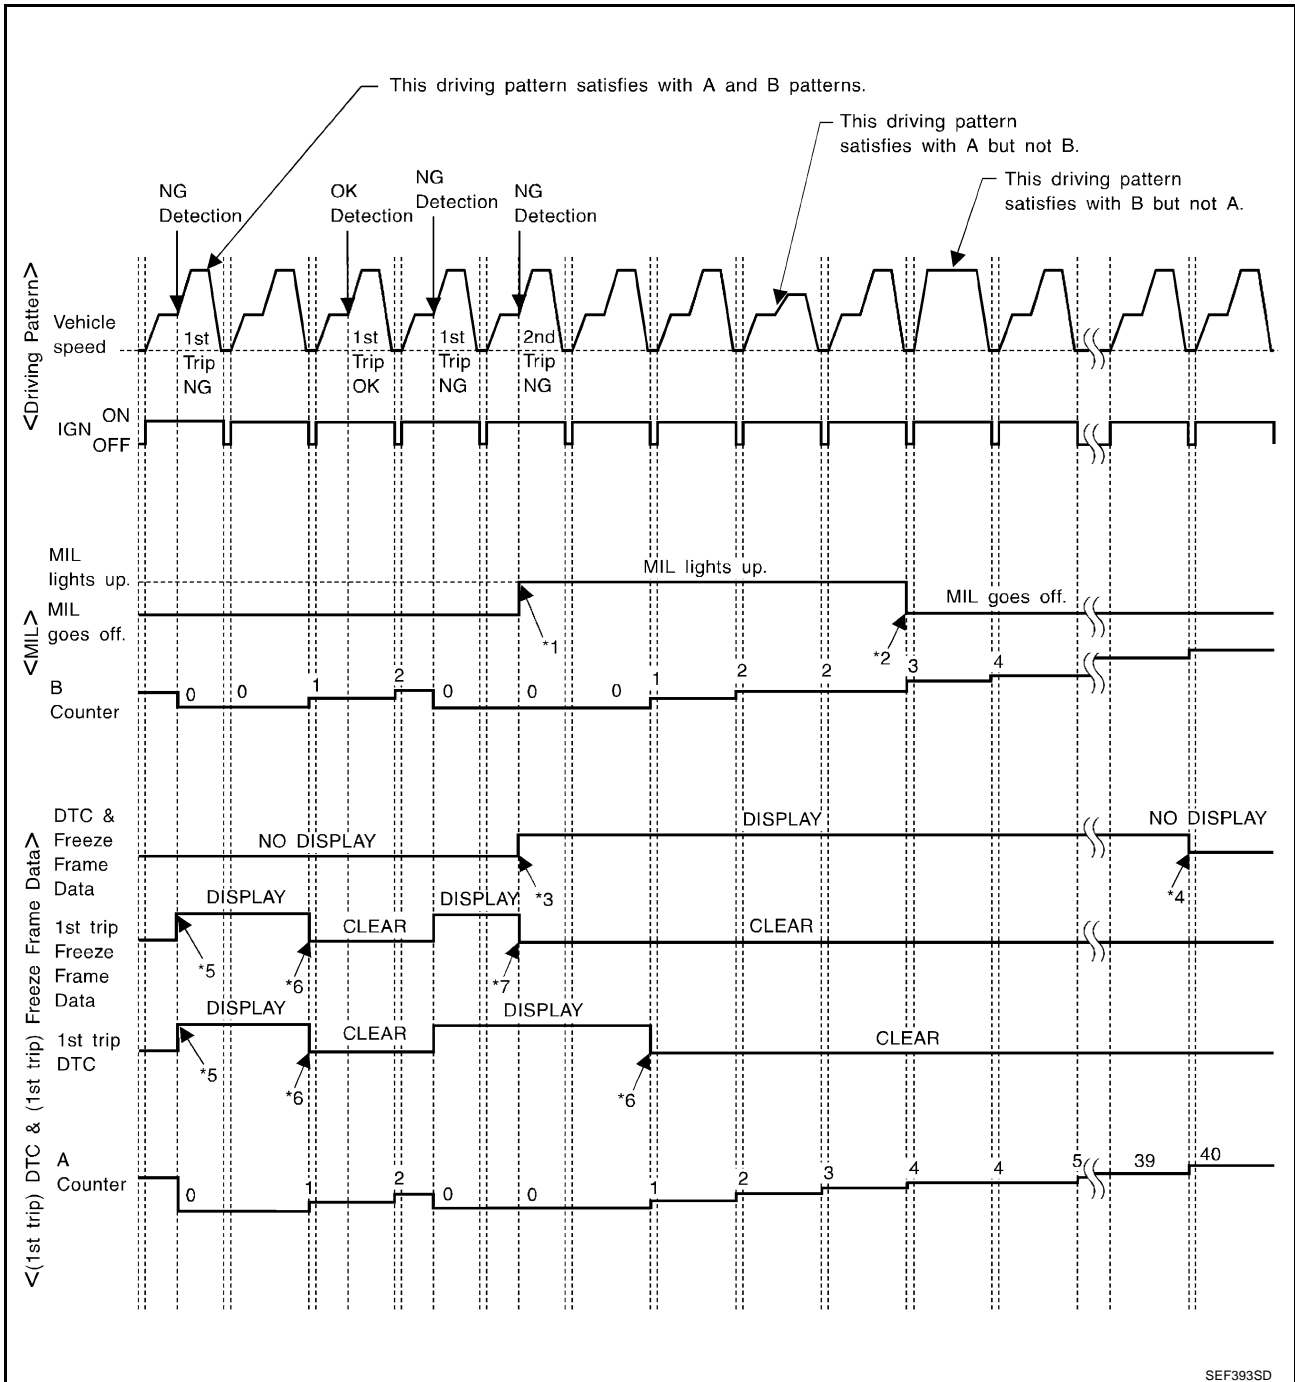 This driving pattern satisfies with A and B patterns.
This driving pattern
satisfies with A but not B.
This driving pattern
satisfies with B but not A.
NG
Detection
OK
Detection
NG
Detection
NG
Detection
<Driving Pattern>
Vehicle
speed
1st
Trip
NG
1st
Trip
OK
1st
Trip
NG
2nd
Trip
NG
IGN
ON
OFF
<MIL>
MIL
lights up.
MIL
goes off.
MIL lights up.
MIL goes off.
*1
*2
B
Counter
0 0 1 2 0 0 0 1 2 2 3 4
<(1st trip) DTC & (1st trip) Freeze Frame Data>
DTC &
Freeze
Frame
Data
NO DISPLAY
DISPLAY
NO DISPLAY
*3
*4
1st trip
Freeze
Frame
Data
DISPLAY
CLEAR
DISPLAY
CLEAR
*5
*6
*7
1st trip
DTC
DISPLAY
CLEAR
DISPLAY
CLEAR
*5
*6
*6
A
Counter
0 1 2 0 0 1 2 3 4 4 5 39 40
SEF393SD